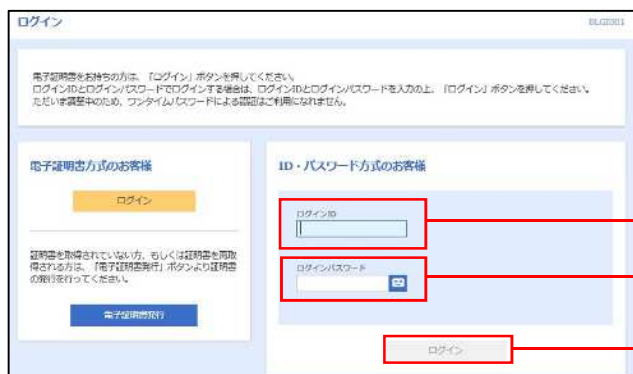 ログイン
BLGI001
電子証明書をお持ちの方は、「ログイン」ボタンを押してください。
ログインIDとログインパスワードでログインする場合は、ログインIDとログインパスワードを入力の上、「ログイン」ボタンを押してください。
ただいま調整中のため、ワンタイムパスワードによる認証はご利用になれません。
電子証明書方式のお客様
ログイン
証明書を取得されていない方、もしくは証明書を再取
得される方は、「電子証明書発行」ボタンより証明書
の発行を行ってください。
電子証明書発行
ID・パスワード方式のお客様
ログインID
ログインパスワード
ログイン